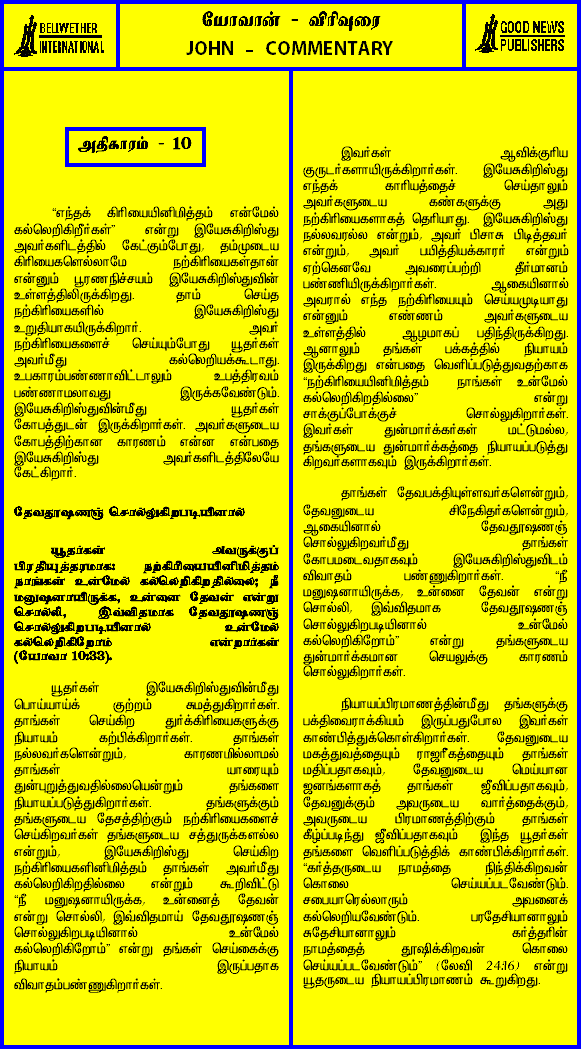 BELWETHER
INTERNATIONAL
யோவான் - விரிவுரை
JOHN - COMMENTARY
GOOD NEWS
PUBLISHERS
அதிகாரம் - 10
“எந்தக் கிரியையினிமித்தம் என்மேல்
கல்லெறிகிறீர்கள்” என்று இயேசுகிறிஸ்து
அவர்களிடத்தில் கேட்கும்போது, தம்முடைய
கிரியைகளெல்லாமே நற்கிரியைகள்தான்
என்னும் பூரணநிச்சயம் இயேசுகிறிஸ்துவின்
உள்ளத்திலிருக்கிறது. தாம் செய்த
நற்கிரியைகளில் இயேசுகிறிஸ்து
உறுதியாகயிருக்கிறார். அவர்
நற்கிரியைகளைச் செய்யும்போது யூதர்கள்
அவர்மீது கல்லெறியக்கூடாது.
உபகாரம்பண்ணாவிட்டாலும் உபத்திரவம்
பண்ணாமலாவது இருக்கவேண்டும்.
இயேசுகிறிஸ்துவின்மீது யூதர்கள்
கோபத்துடன் இருக்கிறார்கள். அவர்களுடைய
கோபத்திற்கான காரணம் என்ன என்பதை
இயேசுகிறிஸ்து அவர்களிடத்திலேயே
கேட்கிறார்.
தேவதூஷணஞ் சொல்லுகிறபடியினால்
யூதர்கள் அவருக்குப்
பிரதியுத்தரமாக: நற்கிரியையினிமித்தம்
நாங்கள் உன்மேல் கல்லெறிகிறதில்லை; நீ
மனுஷனாயிருக்க, உன்னை தேவன் என்று
சொல்லி, இவ்விதமாக தேவதூஷணஞ்
சொல்லுகிறபடியினால் உன்மேல்
கல்லெறிகிறோம் என்றார்கள்
(யோவா 10:33).
யூதர்கள் இயேசுகிறிஸ்துவின்மீது
பொய்யாய்க் குற்றம் சுமத்துகிறார்கள்.
தாங்கள் செய்கிற துர்க்கிரியைகளுக்கு
நியாயம் கற்பிக்கிறார்கள். தாங்கள்
நல்லவர்களென்றும், காரணமில்லாமல்
தாங்கள் யாரையும்
துன்புறுத்துவதில்லையென்றும் தங்களை
நியாயப்படுத்துகிறார்கள். தங்களுக்கும்
தங்களுடைய தேசத்திற்கும் நற்கிரியைகளைச்
செய்கிறவர்கள் தங்களுடைய சத்துருக்களல்ல
என்றும், இயேசுகிறிஸ்து செய்கிற
நற்கிரியைகளினிமித்தம் தாங்கள் அவர்மீது
கல்லெறிகிறதில்லை என்றும் கூறிவிட்டு
“நீ மனுஷனாயிருக்க, உன்னைத் தேவன்
என்று சொல்லி, இவ்விதமாய் தேவதூஷணஞ்
சொல்லுகிறபடியினால் உன்மேல்
கல்லெறிகிறோம்” என்று தங்கள் செய்கைக்கு
நியாயம் இருப்பதாக
விவாதம்பண்ணுகிறார்கள்.
இவர்கள் ஆவிக்குரிய
குருடர்களாயிருக்கிறார்கள். இயேசுகிறிஸ்து
எந்தக் காரியத்தைச் செய்தாலும்
அவர்களுடைய கண்களுக்கு அது
நற்கிரியைகளாகத் தெரியாது. இயேசுகிறிஸ்து
நல்லவரல்ல என்றும், அவர் பிசாசு பிடித்தவர்
என்றும், அவர் பயித்தியக்காரர் என்றும்
ஏற்கெனவே அவரைப்பற்றி தீர்மானம்
பண்ணியிருக்கிறார்கள். ஆகையினால்
அவரால் எந்த நற்கிரியையும் செய்யமுடியாது
என்னும் எண்ணம் அவர்களுடைய
உள்ளத்தில் ஆழமாகப் பதிந்திருக்கிறது.
ஆனாலும் தங்கள் பக்கத்தில் நியாயம்
இருக்கிறது என்பதை வெளிப்படுத்துவதற்காக
“நற்கிரியையினிமித்தம் நாங்கள் உன்மேல்
கல்லெறிகிறதில்லை” என்று
சாக்குப்போக்குச் சொல்லுகிறார்கள்.
இவர்கள் துன்மார்க்கர்கள் மட்டுமல்ல,
தங்களுடைய துன்மார்க்கத்தை நியாயப்படுத்து
கிறவர்களாகவும் இருக்கிறார்கள்.
தாங்கள் தேவபக்தியுள்ளவர்களென்றும்,
தேவனுடைய சிநேகிதர்களென்றும்,
ஆகையினால் தேவதூஷணஞ்
சொல்லுகிறவர்மீது தாங்கள்
கோபமடைவதாகவும் இயேசுகிறிஸ்துவிடம்
விவாதம் பண்ணுகிறார்கள். “நீ
மனுஷனாயிருக்க, உன்னை தேவன் என்று
சொல்லி, இவ்விதமாக தேவதூஷணஞ்
சொல்லுகிறபடியினால் உன்மேல்
கல்லெறிகிறோம்” என்று தங்களுடைய
துன்மார்க்கமான செயலுக்கு காரணம்
சொல்லுகிறார்கள்.
நியாயப்பிரமாணத்தின்மீது தங்களுக்கு
பக்திவைராக்கியம் இருப்பதுபோல இவர்கள்
காண்பித்துக்கொள்கிறார்கள். தேவனுடைய
மகத்துவத்தையும் ராஜரீகத்தையும் தாங்கள்
மதிப்பதாகவும், தேவனுடைய மெய்யான
ஜனங்களாகத் தாங்கள் ஜீவிப்பதாகவும்,
தேவனுக்கும் அவருடைய வார்த்தைக்கும்,
அவருடைய பிரமாணத்திற்கும் தாங்கள்
கீழ்ப்படிந்து ஜீவிப்பதாகவும் இந்த யூதர்கள்
தங்களை வெளிப்படுத்திக் காண்பிக்கிறார்கள்.
“கர்த்தருடைய நாமத்தை நிந்திக்கிறவன்
கொலை செய்யப்படவேண்டும்.
சபையாரெல்லாரும் அவனைக்
கல்லெறியவேண்டும். பரதேசியானாலும்
சுதேசியானாலும் கர்த்தரின்
நாமத்தைத் தூஷிக்கிறவன் கொலை
செய்யப்படவேண்டும்” (லேவி 24:16) என்று
யூதருடைய நியாயப்பிரமாணம் கூறுகிறது.